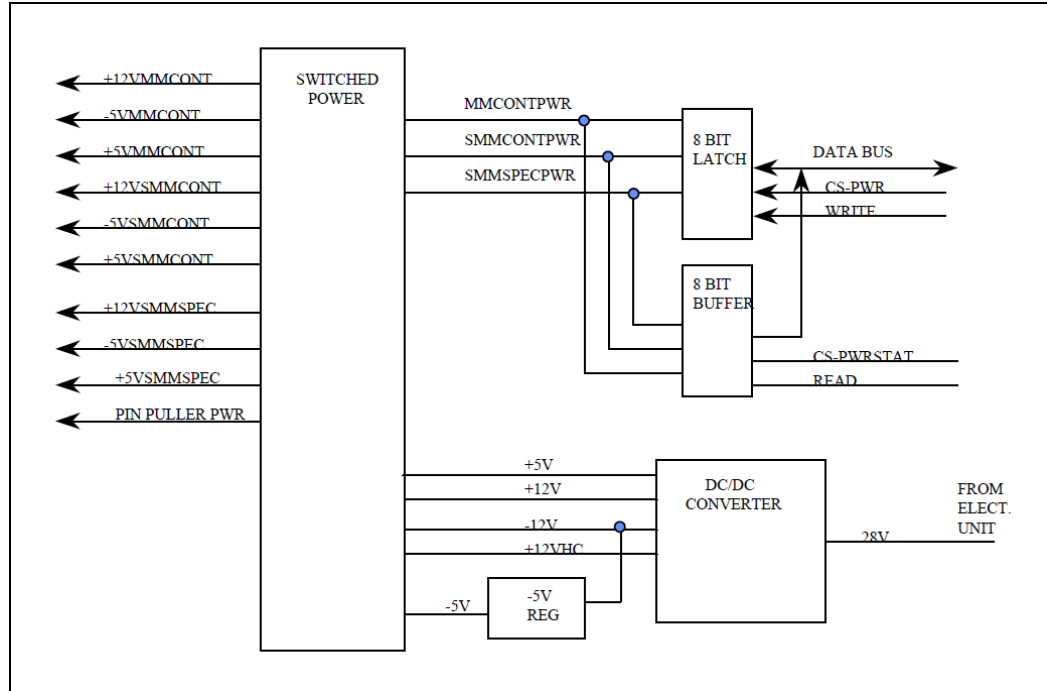 SWITCHED
POWER
+12VMMCONT
-5VMMCONT
+5VMMCONT
+12VSMMCONT
-5VSMMCONT
+5VSMMCONT
+12VSMMSPEC
-5VSMMSPEC
+5VSMMSPEC
PIN PULLER PWR
MMCONTPWR
SMMCONTPWR
SMMSPECPWR
8 BIT
LATCH
DATA BUS
CS-PWR
WRITE
8 BIT
BUFFER
CS-PWRSTAT
READ
+5V
+12V
-12V
+12VHC
-5V
-5V
REG
DC/DC
CONVERTER
28V
FROM
ELECT.
UNIT